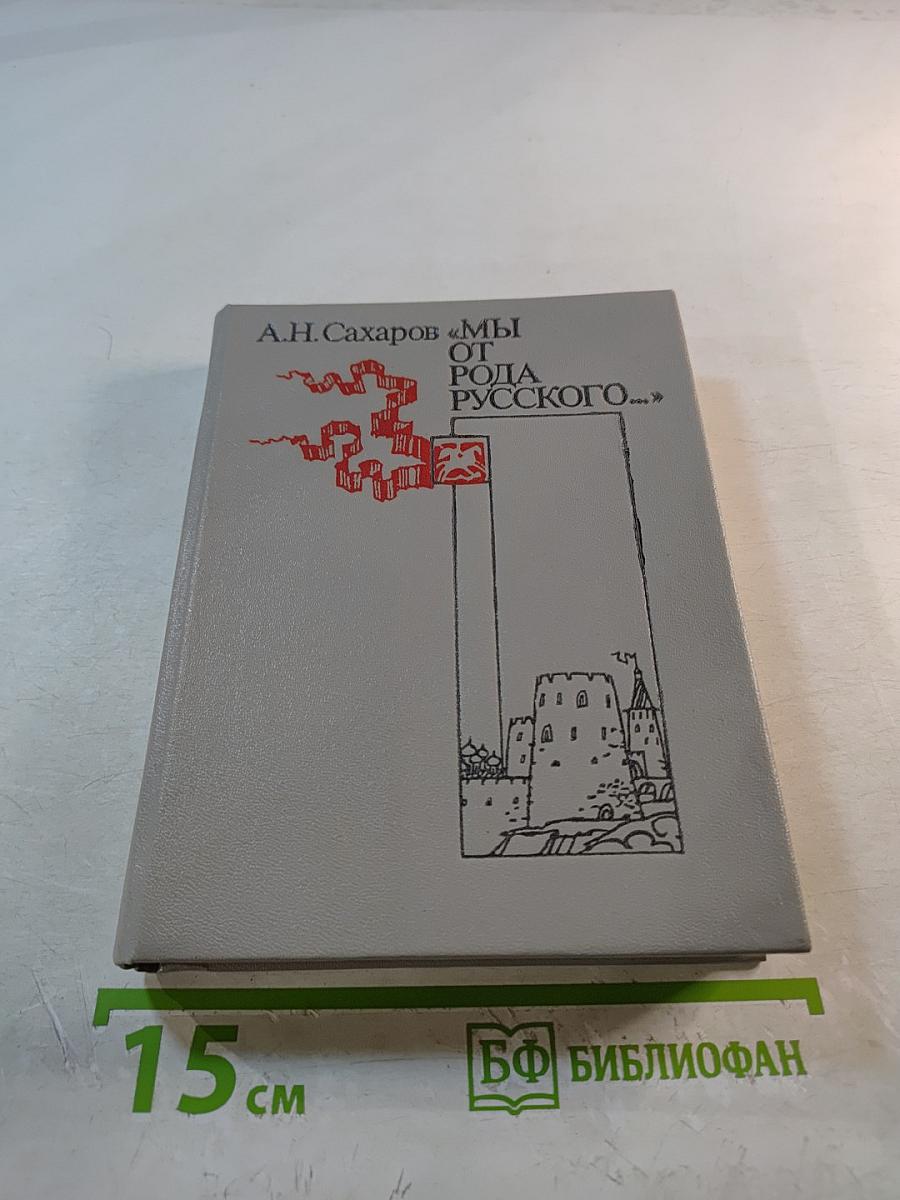 А.Н. Сахаров «МЫ
ОТ
РОДА
РУССКОГО...»
15 см
БФ БИБЛИОФАН